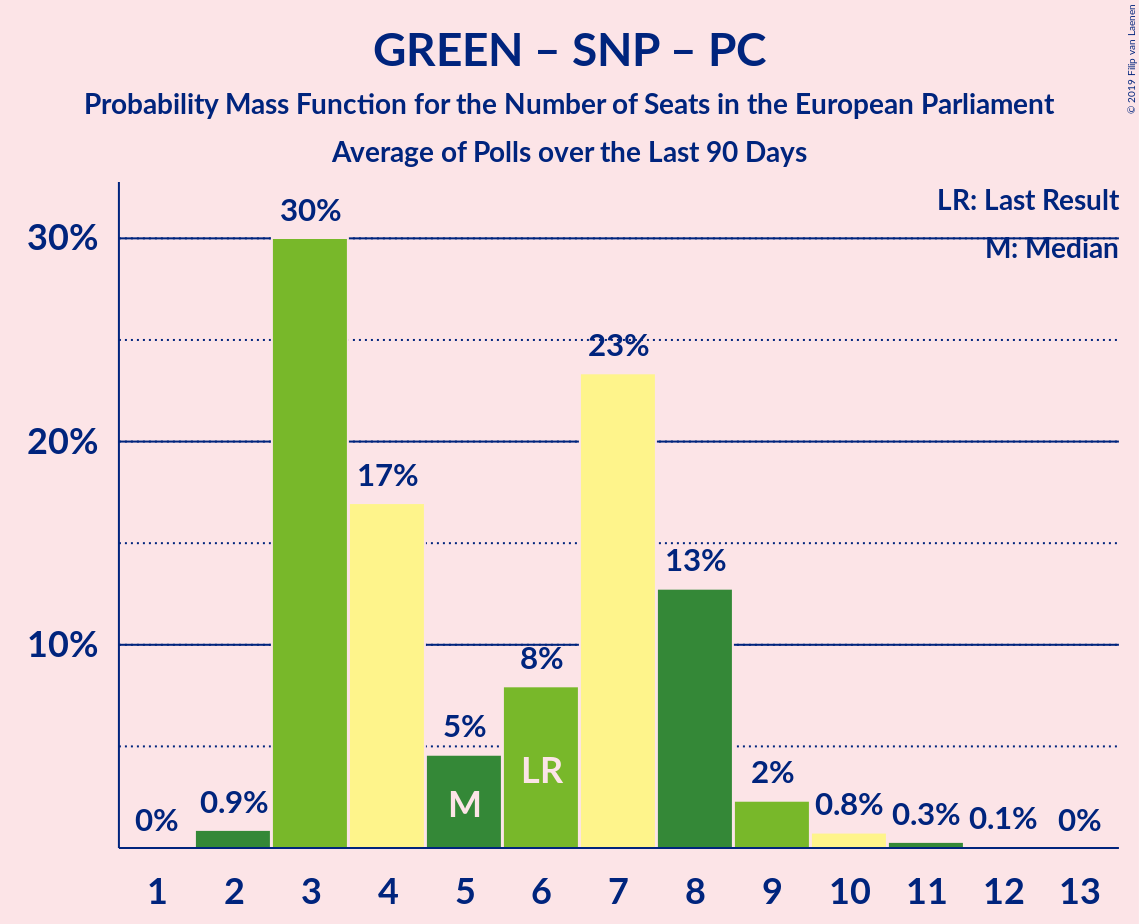 GREEN – SNP – PC
Probability Mass Function for the Number of Seats in the European Parliament
Average of Polls over the Last 90 Days
© 2019 Filip van Laenen
LR: Last Result
M: Median
30%
20%
10%
0%
0.9%
30%
17%
5%
8%
23%
13%
2%
0.8%
0.3%
0.1%
0%
M
LR
1 2 3 4 5 6 7 8 9 10 11 12 13